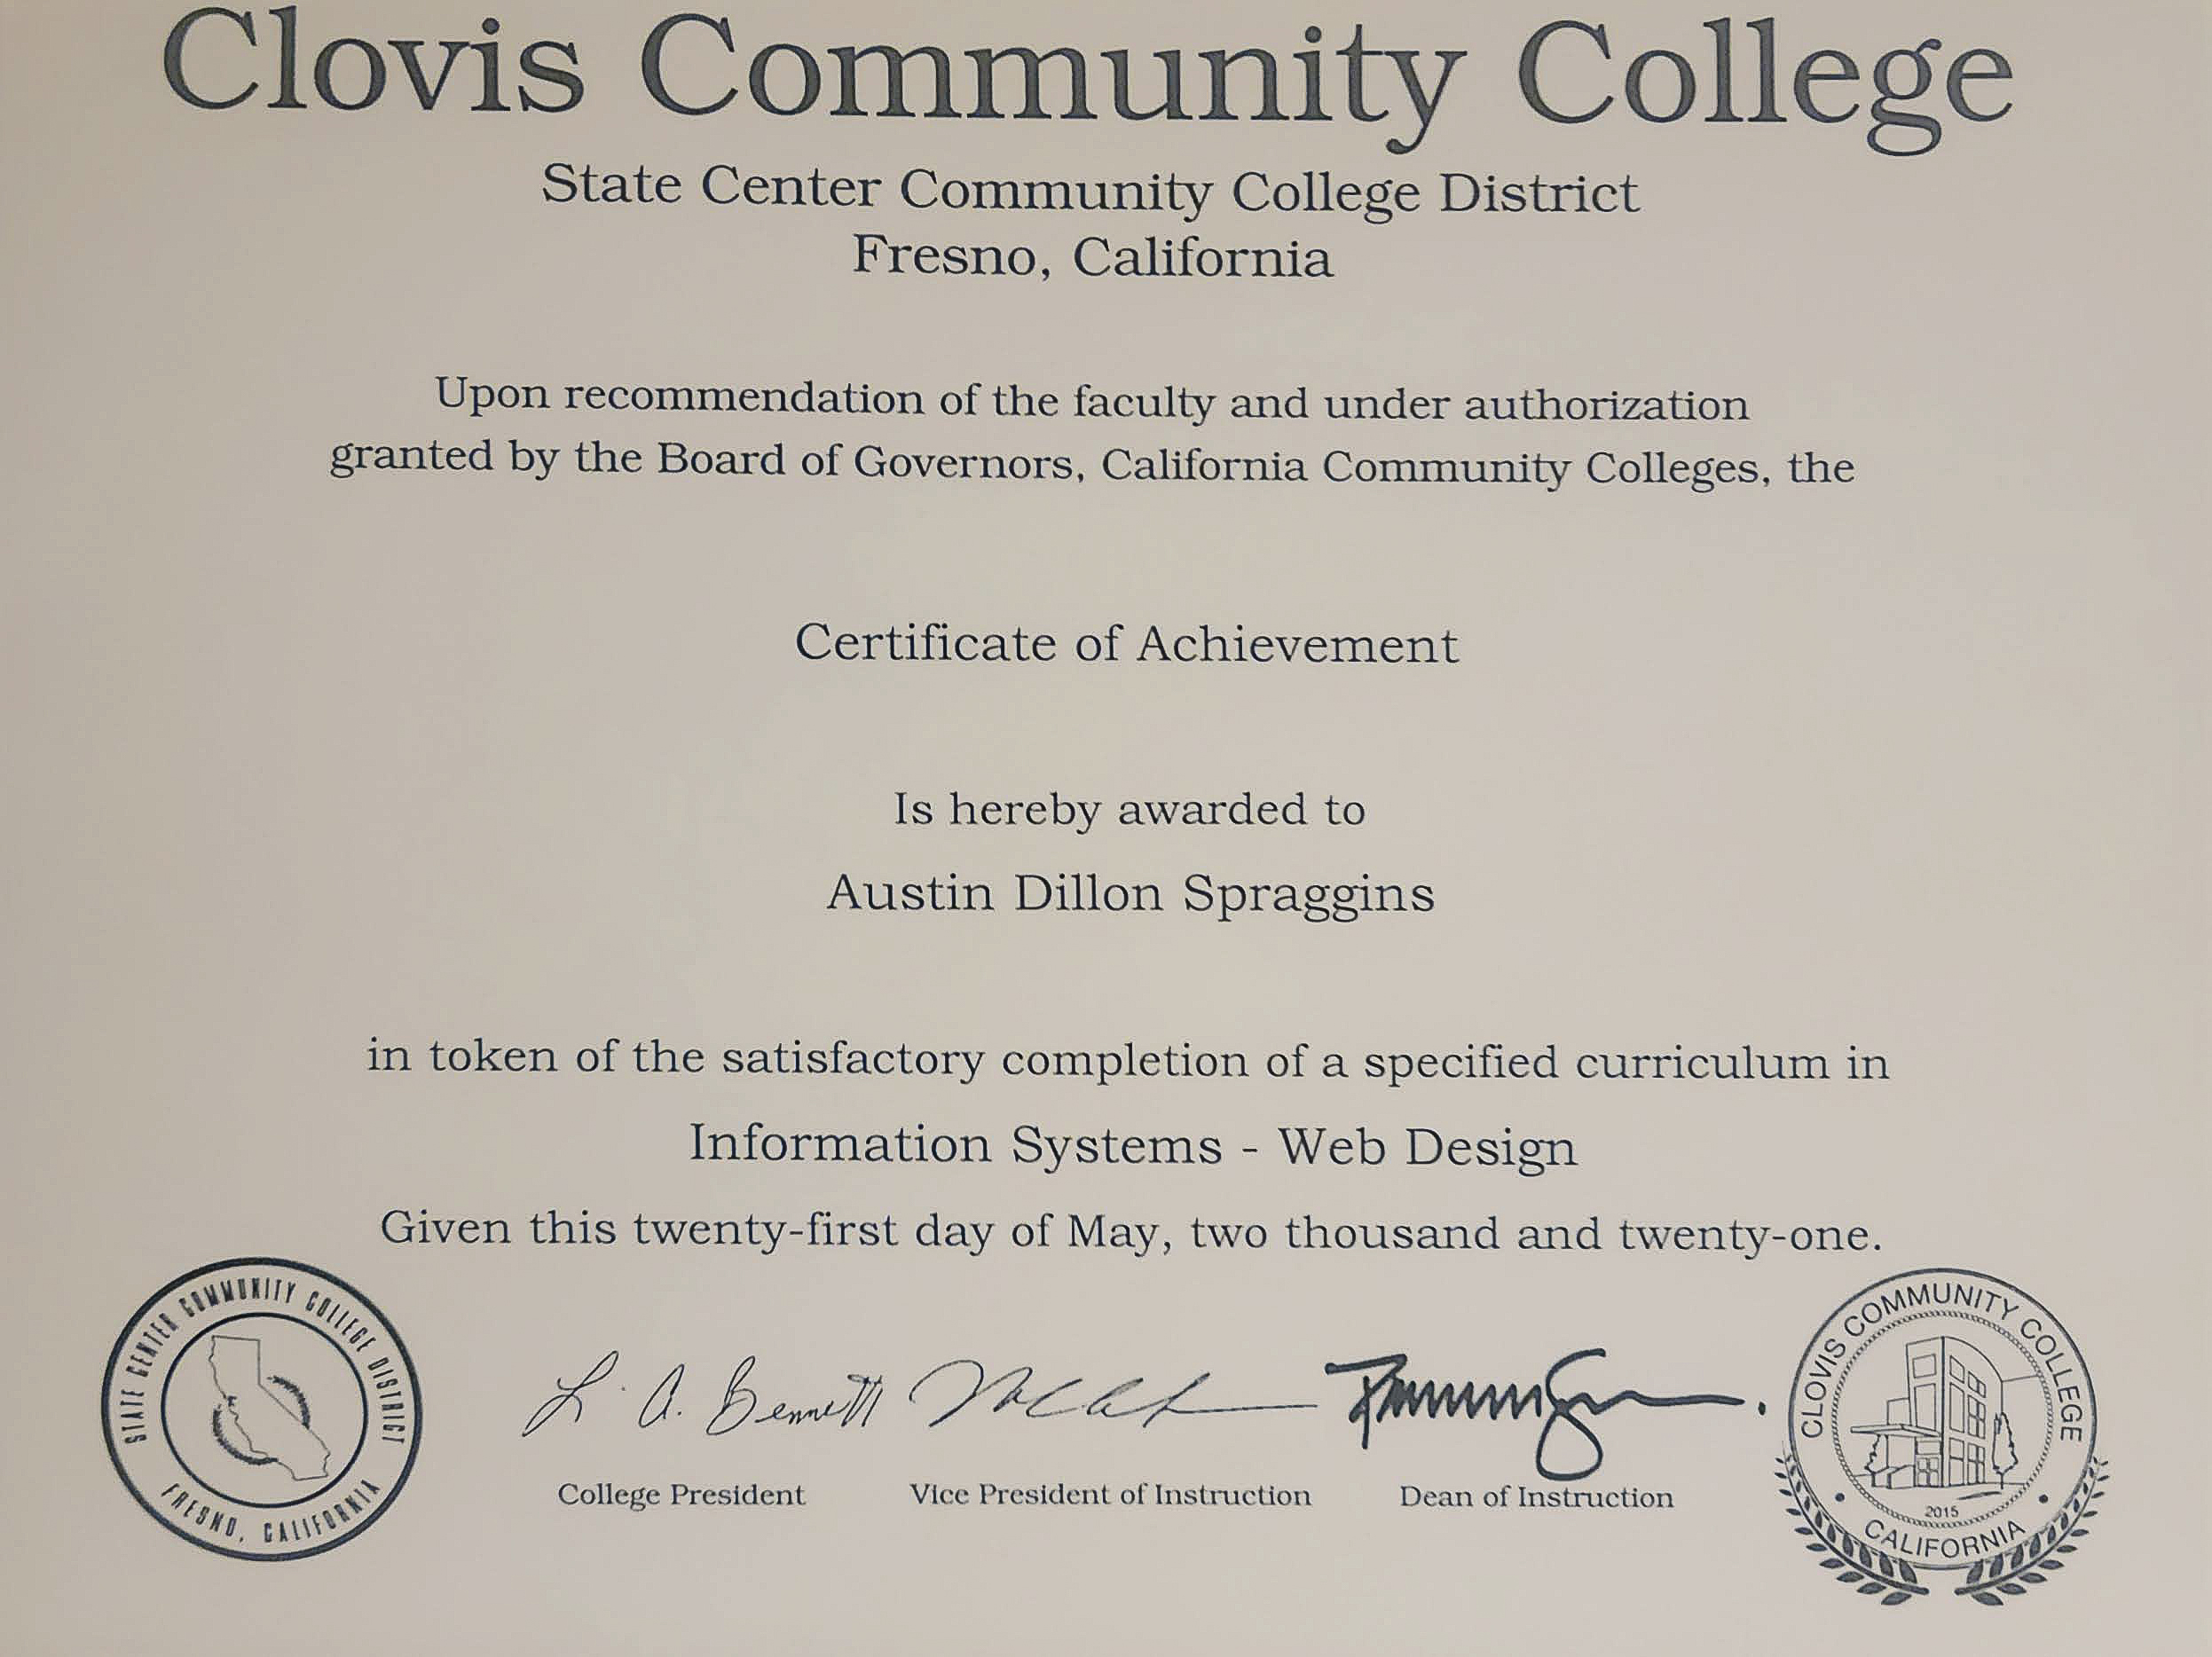 Clovis Community College
State Center Community College District
Fresno, California
Upon recommendation of the faculty and under authorization
granted by the Board of Governors, California Community Colleges, the
Certificate of Achievement
Is hereby awarded to
Austin Dillon Spraggins
in token of the satisfactory completion of a specified curriculum in
Information Systems - Web Design
Given this twenty-first day of May, two thousand and twenty-one.
STATE CENTER COMMUNITY COLLEGE DISTRICT
FRESNO, CALIFORNIA
L. A. Bennett
College President
Vice President of Instruction
Dean of Instruction
CLOVIS COMMUNITY COLLEGE
2015
CALIFORNIA